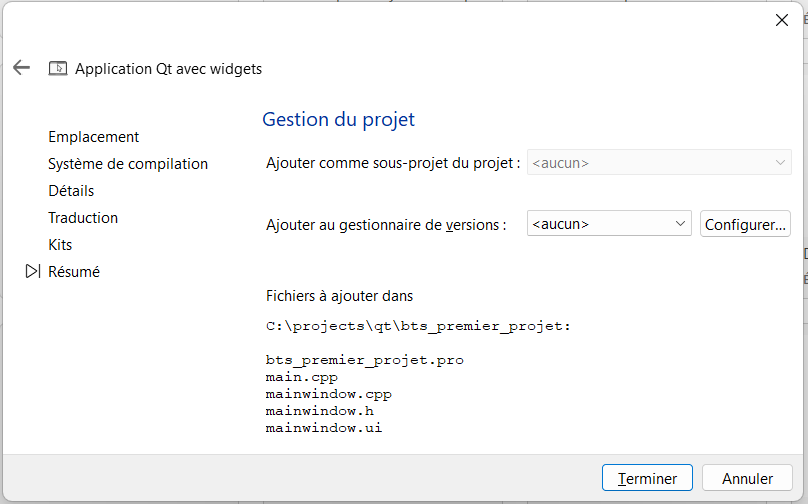 Application Qt avec widgets
Emplacement
Système de compilation
Détails
Traduction
Kits
Résumé
Gestion du projet
Ajouter comme sous-projet du projet : <aucun>
Ajouter au gestionnaire de versions : <aucun> Configurer...
Fichiers à ajouter dans
C:\projects\qt\bts_premier_projet:
bts_premier_projet.pro
main.cpp
mainwindow.cpp
mainwindow.h
mainwindow.ui
Terminer Annuler